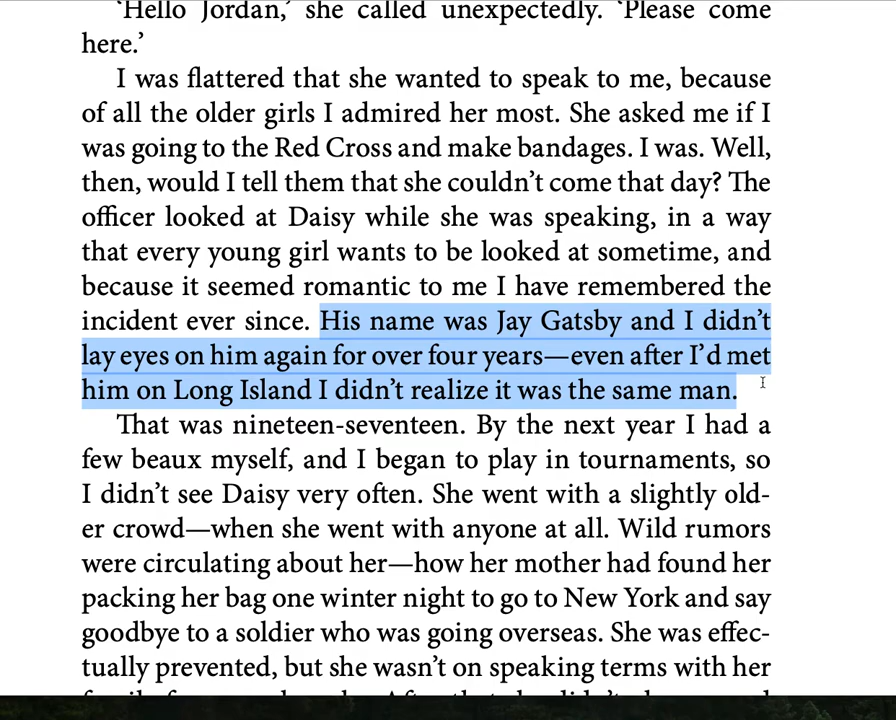 'Hello Jordan,' she called unexpectedly. 'Please come
here.'
I was flattered that she wanted to speak to me, because
of all the older girls I admired her most. She asked me if I
was going to the Red Cross and make bandages. I was. Well,
then, would I tell them that she couldn't come that day? The
officer looked at Daisy while she was speaking, in a way
that every young girl wants to be looked at sometime, and
because it seemed romantic to me I have remembered the
incident ever since. His name was Jay Gatsby and I didn't
lay eyes on him again for over four years—even after I'd met
him on Long Island I didn't realize it was the same man.
That was nineteen-seventeen. By the next year I had a
few beaux myself, and I began to play in tournaments, so
I didn't see Daisy very often. She went with a slightly old-
er crowd—when she went with anyone at all. Wild rumors
were circulating about her—how her mother had found her
packing her bag one winter night to go to New York and say
goodbye to a soldier who was going overseas. She was effec-
tually prevented, but she wasn't on speaking terms with her